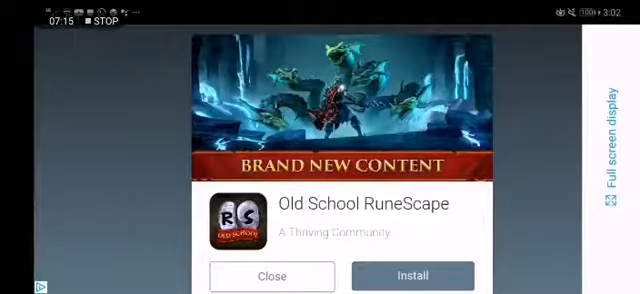 07:15 STOP
100
3:02
BRAND NEW CONTENT
RS
OLD SCHOOL
Old School RuneScape
A Thriving Community
Close
Install
Full screen display